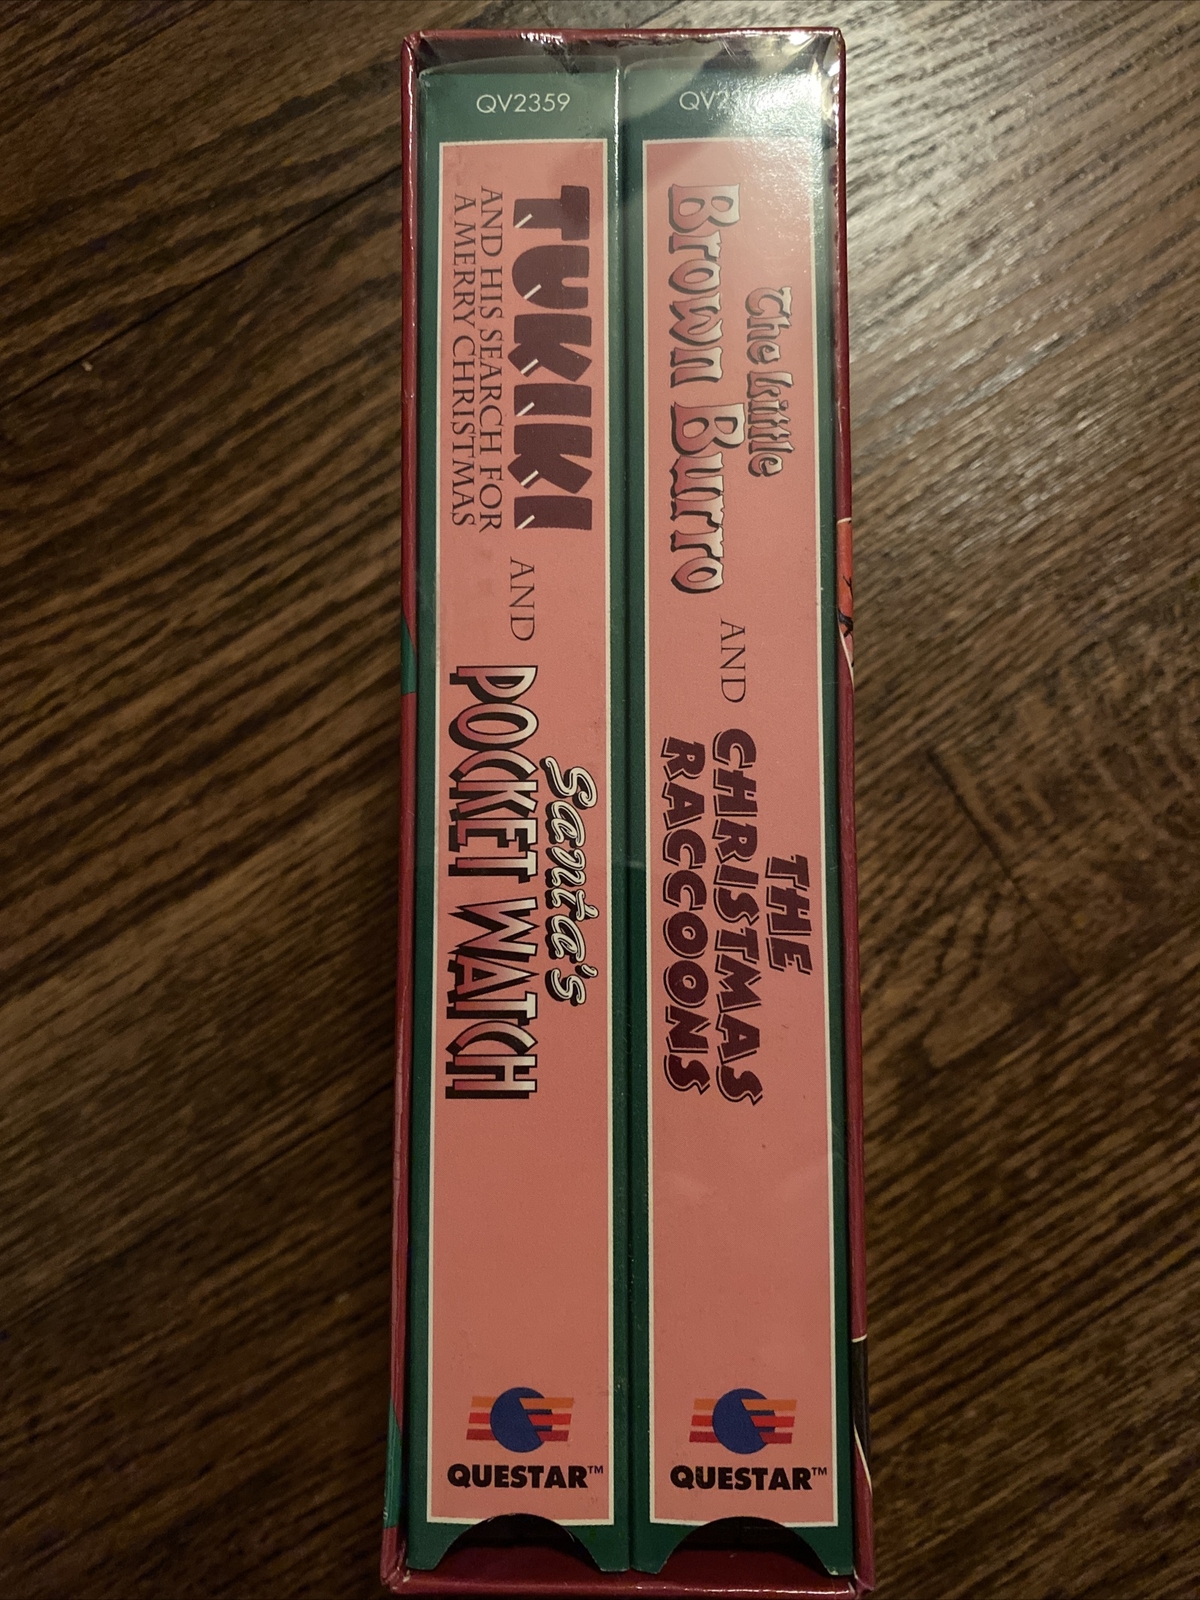 QV2359
TUKIKI
AND HIS SEARCH FOR
A MERRY CHRISTMAS
AND
Santa's
POCKET WATCH
QUESTAR™
The Little
Brown Burro
AND
THE
CHRISTMAS
RACCOONS
QUESTAR™